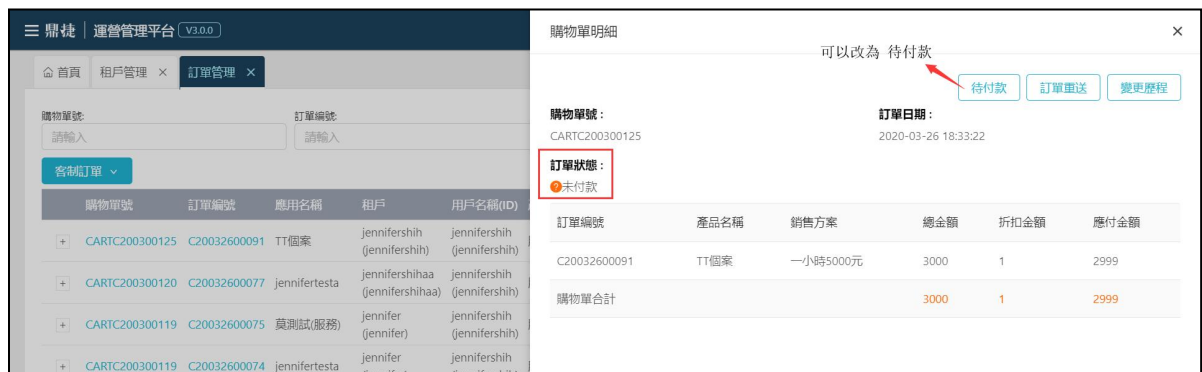 鼎捷 運營管理平台 V3.0.0
首頁 租戶管理 × 訂單管理 ×
購物單號: 訂單編號:
請輸入 請輸入
客制訂單
購物單號 訂單編號 應用名稱 租戶 用戶名稱(ID)
+ CARTC200300125 C20032600091 TT個案 jennifershih jennifershih
(jennifershih) (jennifershih)
+ CARTC200300120 C20032600077 jennifertesta jennifershihaa jennifershih
(jennifershihaa) (jennifershih)
+ CARTC200300119 C20032600075 莫測試(服務) jennifer jennifershih
(jennifer) (jennifershih)
+ CARTC200300119 C20032600074 jennifertesta jennifer jennifershih
購物單明細 ×
可以改為 待付款
待付款 訂單重送 變更歷程
購物單號: 訂單日期:
CARTC200300125 2020-03-26 18:33:22
訂單狀態:
?未付款
訂單編號 產品名稱 銷售方案 總金額 折扣金額 應付金額
C20032600091 TT個案 一小時5000元 3000 1 2999
購物單合計 3000 1 2999